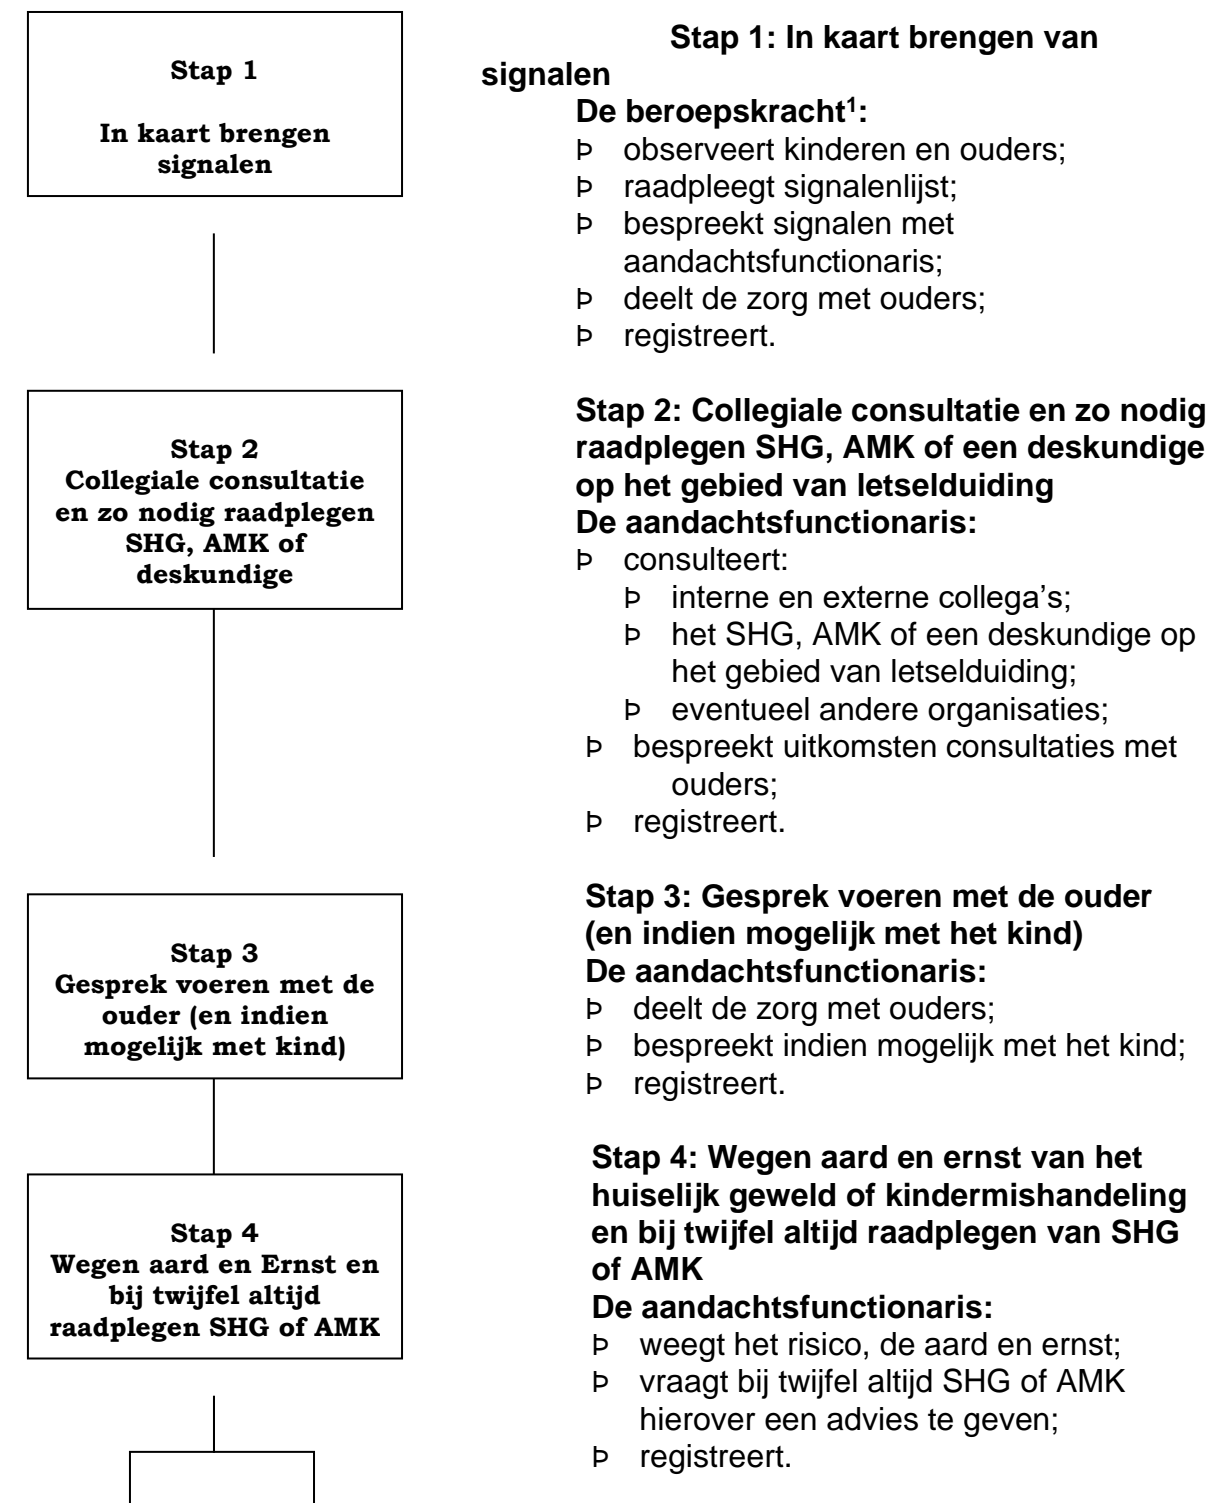 Stap 1
In kaart brengen
signalen
Stap 1: In kaart brengen van
signalen
De beroepskracht¹:
Þ observeert kinderen en ouders;
Þ raadpleegt signalenlijst;
Þ bespreekt signalen met
aandachtsfunctionaris;
Þ deelt de zorg met ouders;
Þ registreert.
Stap 2
Collegiale consultatie
en zo nodig raadplegen
SHG, AMK of
deskundige
Stap 2: Collegiale consultatie en zo nodig
raadplegen SHG, AMK of een deskundige
op het gebied van letselduiding
De aandachtsfunctionaris:
Þ consulteert:
Þ interne en externe collega’s;
Þ het SHG, AMK of een deskundige op
het gebied van letselduiding;
Þ eventueel andere organisaties;
Þ bespreekt uitkomsten consultaties met
ouders;
Þ registreert.
Stap 3
Gesprek voeren met de
ouder (en indien
mogelijk met kind)
Stap 3: Gesprek voeren met de ouder
(en indien mogelijk met het kind)
De aandachtsfunctionaris:
Þ deelt de zorg met ouders;
Þ bespreekt indien mogelijk met het kind;
Þ registreert.
Stap 4
Wegen aard en Ernst en
bij twijfel altijd
raadplegen SHG of AMK
Stap 4: Wegen aard en ernst van het
huiselijk geweld of kindermishandeling
en bij twijfel altijd raadplegen van SHG
of AMK
De aandachtsfunctionaris:
Þ weegt het risico, de aard en ernst;
Þ vraagt bij twijfel altijd SHG of AMK
hierover een advies te geven;
Þ registreert.